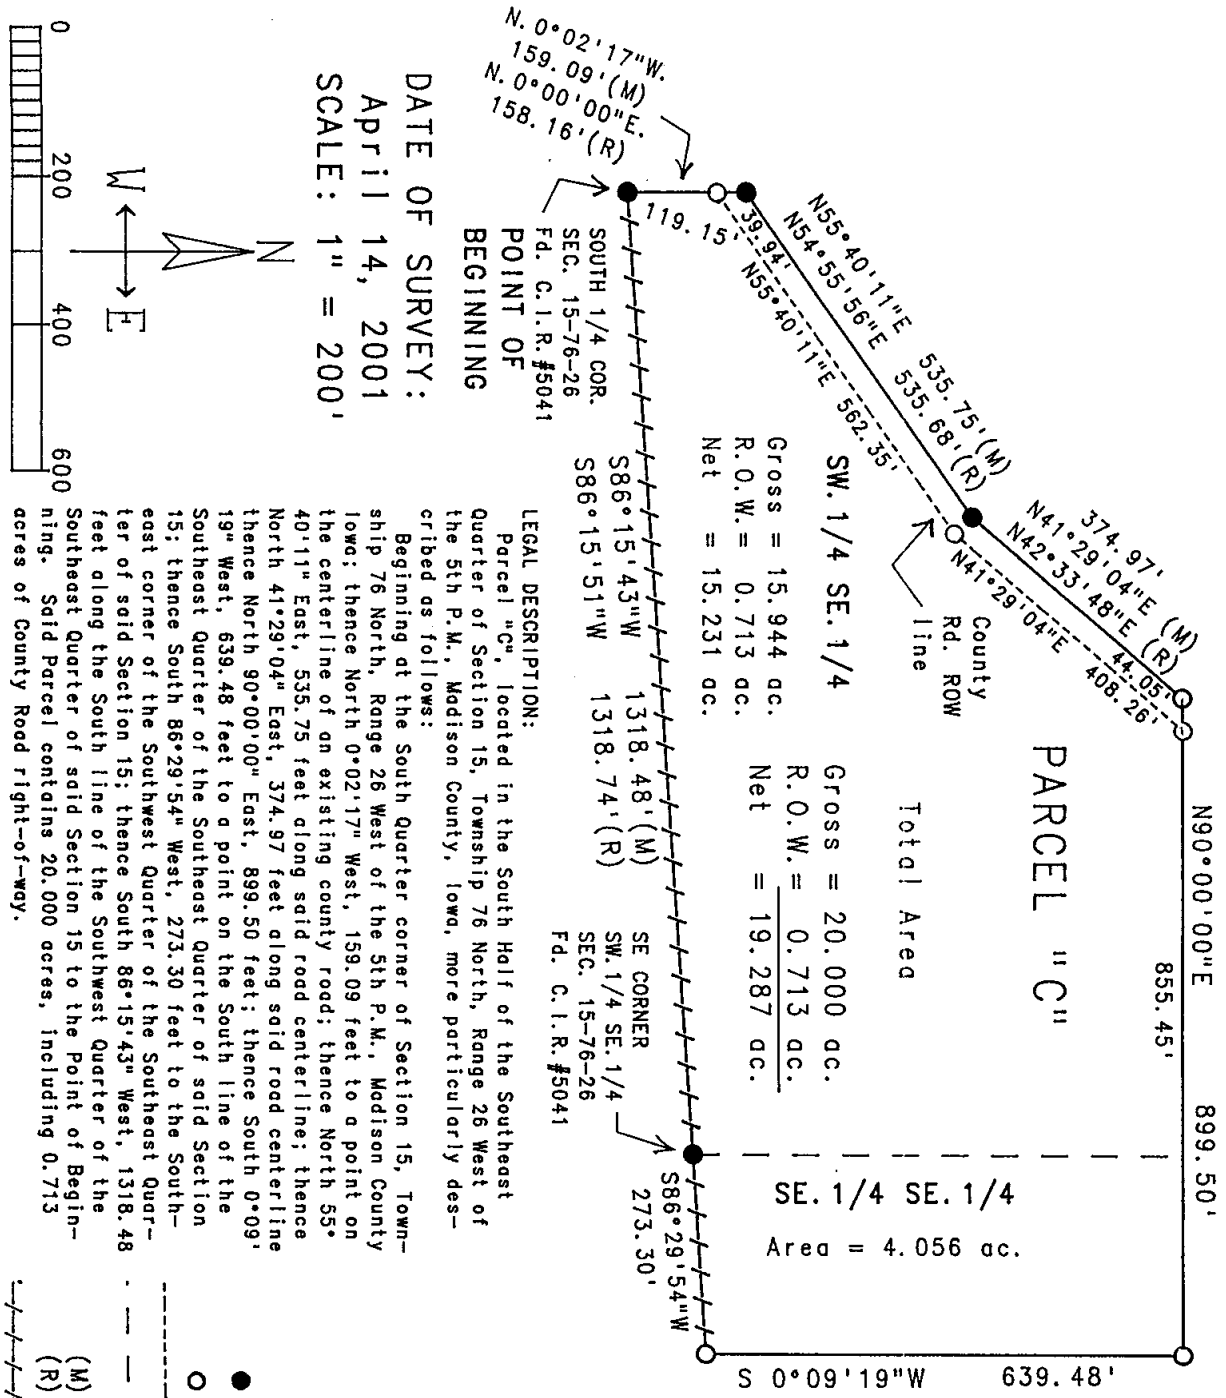 N. 0°02'17"W.
159.09'(M)
N. 0°00'00"E.
158.16'(R)
119.15'
39.94'
N55°40'11"E 535.75'(M)
N54°55'56"E 535.68'(R)
N55°40'11"E 562.35'
374.97'
N41°29'04"E (M)
N42°33'48"E (R)
N41°29'04"E 408.26'
44.05'
N90°00'00"E 899.50'
855.45'
PARCEL "C"
County
Rd. ROW
line
SW. 1/4 SE. 1/4
Gross = 15.944 ac.
R.O.W.= 0.713 ac.
Net = 15.231 ac.
Total Area
Gross = 20.000 ac.
R.O.W.= 0.713 ac.
Net = 19.287 ac.
SE. 1/4 SE. 1/4
Area = 4.056 ac.
S 0°09'19"W 639.48'
S86°29'54"W
273.30'
S86°15'43"W 1318.48'(M)
S86°15'51"W 1318.74'(R)
SE CORNER
SW. 1/4 SE. 1/4
SEC. 15-76-26
Fd. C.I.R. #5041
SOUTH 1/4 COR.
SEC. 15-76-26
Fd. C.I.R. #5041
POINT OF
BEGINNING
DATE OF SURVEY:
April 14, 2001
SCALE: 1" = 200'
N
W E
0 200 400 600
LEGAL DESCRIPTION:
Parcel "C", located in the South Half of the Southeast
Quarter of Section 15, Township 76 North, Range 26 West of
the 5th P.M., Madison County, Iowa, more particularly des-
cribed as follows:
Beginning at the South Quarter corner of Section 15, Town-
ship 76 North, Range 26 West of the 5th P.M., Madison County
Iowa; thence North 0°02'17" West, 159.09 feet to a point on
the centerline of an existing county road; thence North 55°
40'11" East, 535.75 feet along said road centerline; thence
North 41°29'04" East, 374.97 feet along said road centerline
thence North 90°00'00" East, 899.50 feet; thence South 0°09'
19" West, 639.48 feet to a point on the South line of the
Southeast Quarter of the Southeast Quarter of said Section
15; thence South 86°29'54" West, 273.30 feet to the South-
east corner of the Southwest Quarter of the Southeast Quar-
ter of said Section 15; thence South 86°15'43" West, 1318.48
feet along the South line of the Southwest Quarter of the
Southeast Quarter of said Section 15 to the Point of Begin-
ning. Said Parcel contains 20.000 acres, including 0.713
acres of County Road right-of-way.
(M)
(R)